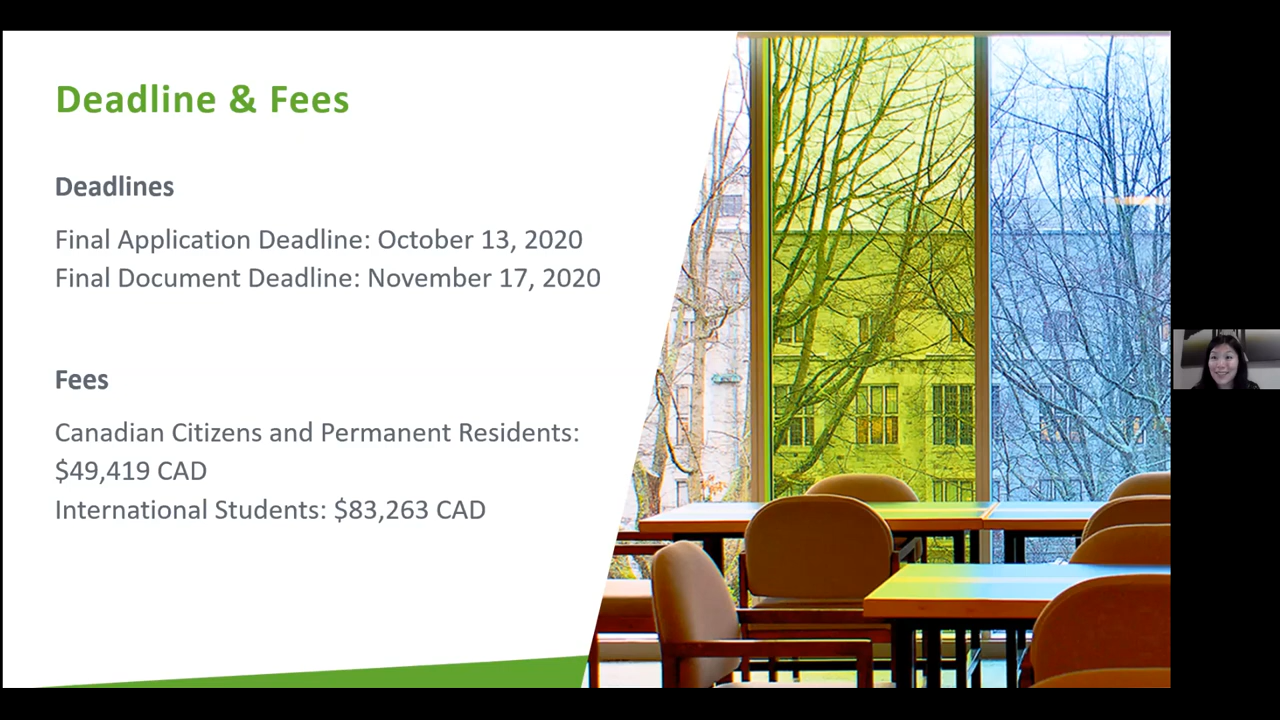 Deadline & Fees
Deadlines
Final Application Deadline: October 13, 2020
Final Document Deadline: November 17, 2020
Fees
Canadian Citizens and Permanent Residents:
$49,419 CAD
International Students: $83,263 CAD